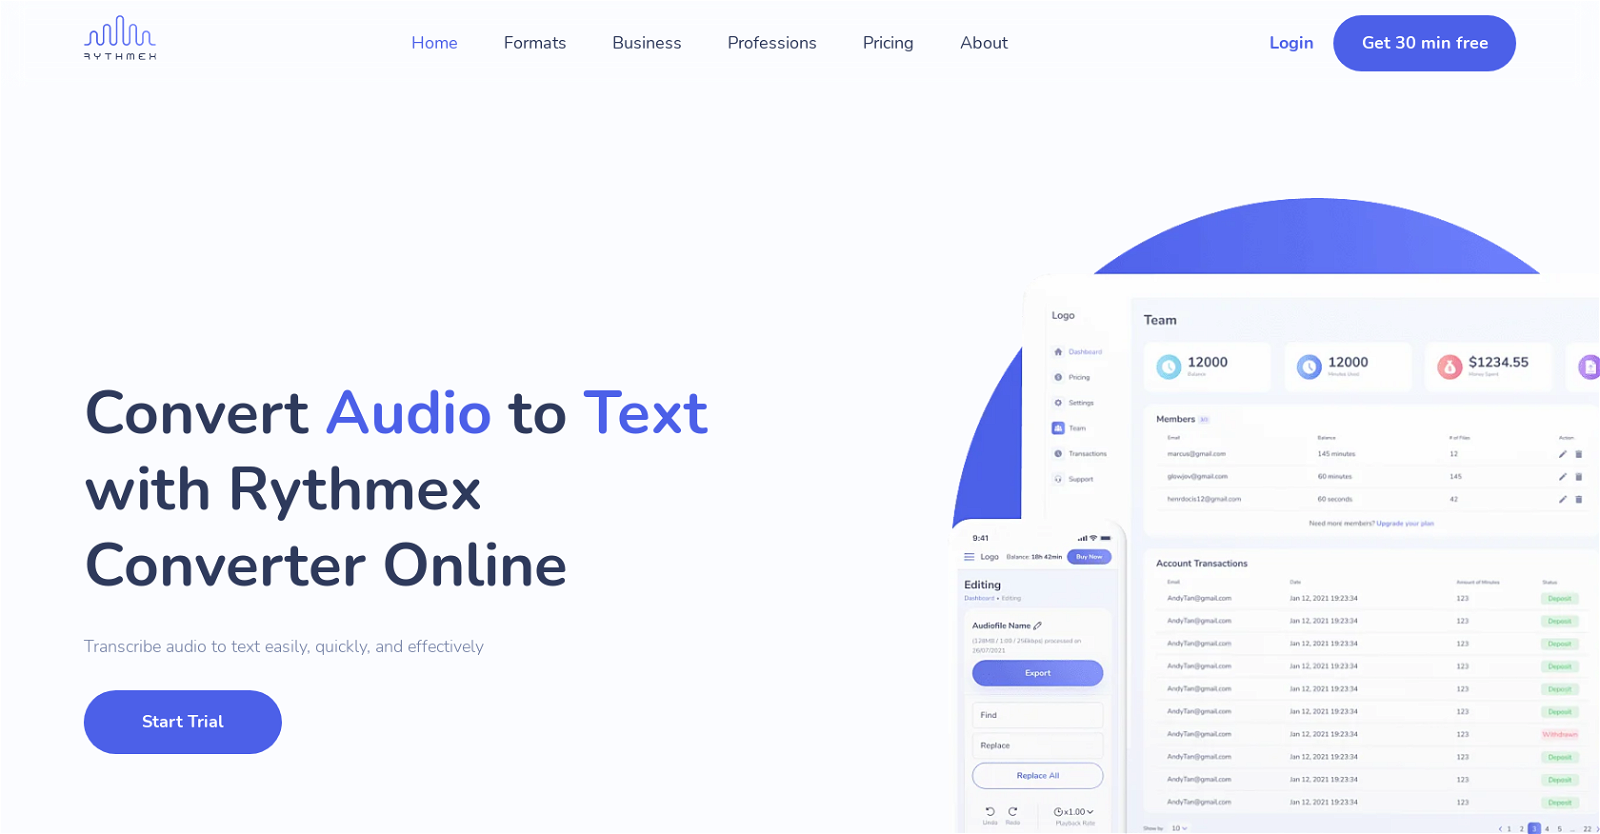 RYTHMEX
Home Formats Business Professions Pricing About Login Get 30 min free
Convert Audio to Text
with Rythmex
Converter Online
Transcribe audio to text easily, quickly, and effectively
Start Trial
Logo
Dashboard
Pricing
Settings
Team
Transactions
Support
Team
12000
Balance
12000
Minutes Used
$1234.55
Money Spent
Members
Email Balance # of Files Action
marcus@gmail.com 145 minutes 12
glowjov@gmail.com 60 minutes 145
henrdocis12@gmail.com 60 seconds 42
Need more members? Upgrade your plan
Account Transactions
Email Date Amount of Minutes Status
AndyTan@gmail.com Jan 12, 2021 19:23:34 123 Deposit
AndyTan@gmail.com Jan 12, 2021 19:23:34 123 Deposit
AndyTan@gmail.com Jan 12, 2021 19:23:34 123 Deposit
AndyTan@gmail.com Jan 12, 2021 19:23:34 123 Deposit
AndyTan@gmail.com Jan 12, 2021 19:23:34 123 Deposit
AndyTan@gmail.com Jan 12, 2021 19:23:34 123 Deposit
AndyTan@gmail.com Jan 12, 2021 19:23:34 123 Withdrawn
AndyTan@gmail.com Jan 12, 2021 19:23:34 123 Deposit
AndyTan@gmail.com Jan 12, 2021 19:23:34 123 Deposit
AndyTan@gmail.com Jan 12, 2021 19:23:34 123 Deposit
Show by: 10 1 2 3 4 5 ... 22
9:41
Logo Balance: 18h 42min Buy Now
Editing
Dashboard • Editing
Audiofile Name
(128MB / 1:00 / 256kbps) processed on
26/07/2021
Export
Find
Replace
Replace All
x1.00
Undo Redo Playback Rate